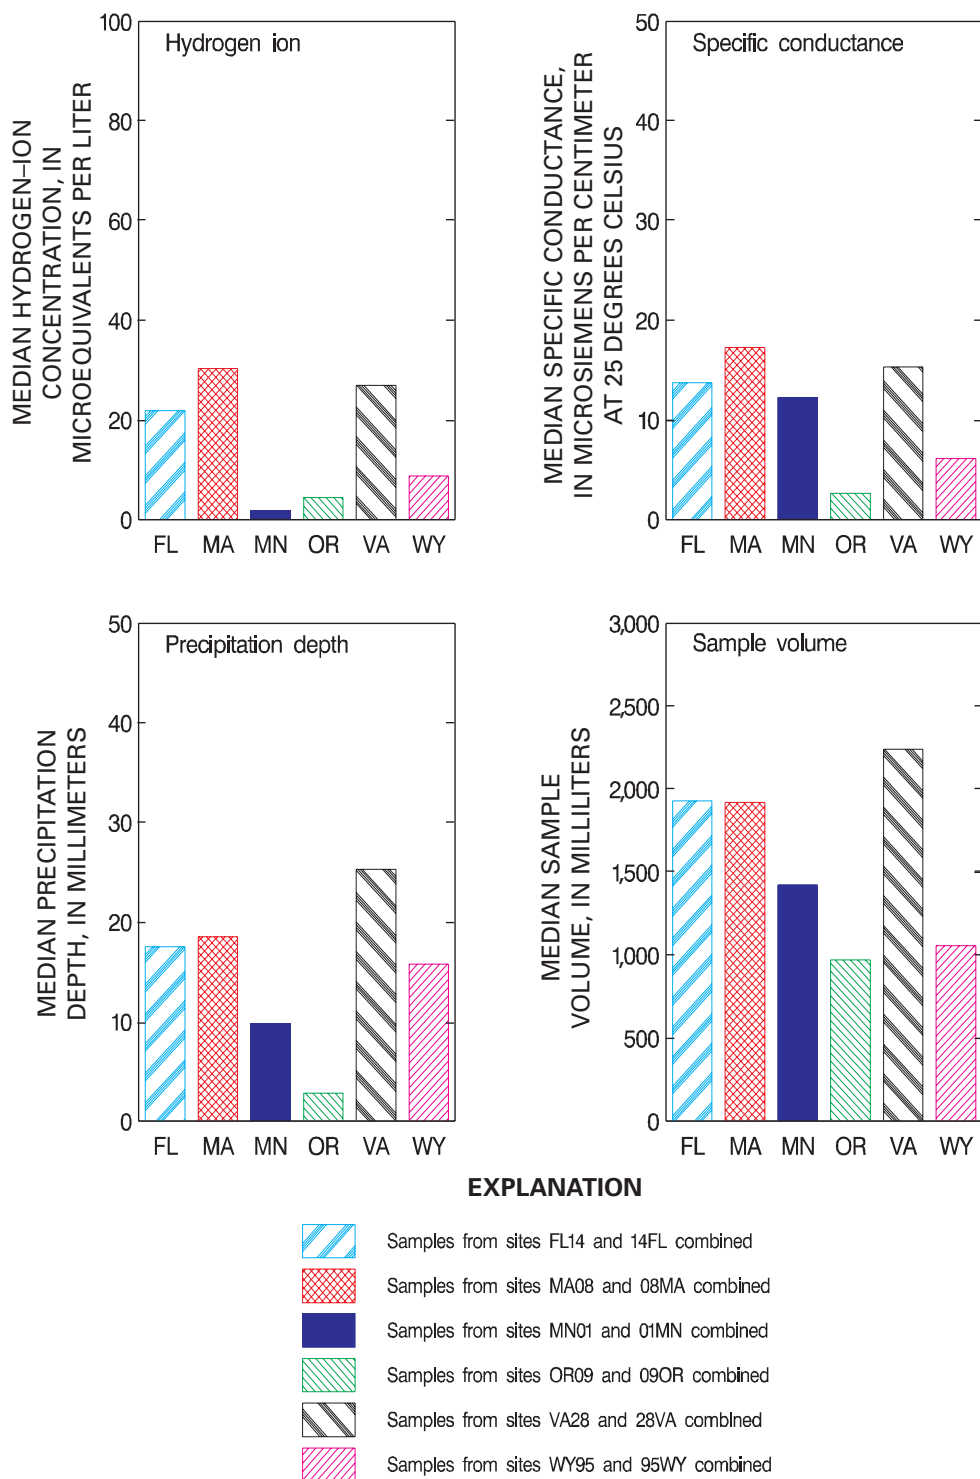 Hydrogen ion
MEDIAN HYDROGEN–ION
CONCENTRATION, IN
MICROEQUIVALENTS PER LITER
100
80
60
40
20
0
FL MA MN OR VA WY
Specific conductance
MEDIAN SPECIFIC CONDUCTANCE,
IN MICROSIEMENS PER CENTIMETER
AT 25 DEGREES CELSIUS
50
40
30
20
10
0
FL MA MN OR VA WY
Precipitation depth
MEDIAN PRECIPITATION
DEPTH, IN MILLIMETERS
50
40
30
20
10
0
FL MA MN OR VA WY
Sample volume
MEDIAN SAMPLE
VOLUME, IN MILLILITERS
3,000
2,500
2,000
1,500
1,000
500
0
FL MA MN OR VA WY
EXPLANATION
Samples from sites FL14 and 14FL combined
Samples from sites MA08 and 08MA combined
Samples from sites MN01 and 01MN combined
Samples from sites OR09 and 09OR combined
Samples from sites VA28 and 28VA combined
Samples from sites WY95 and 95WY combined